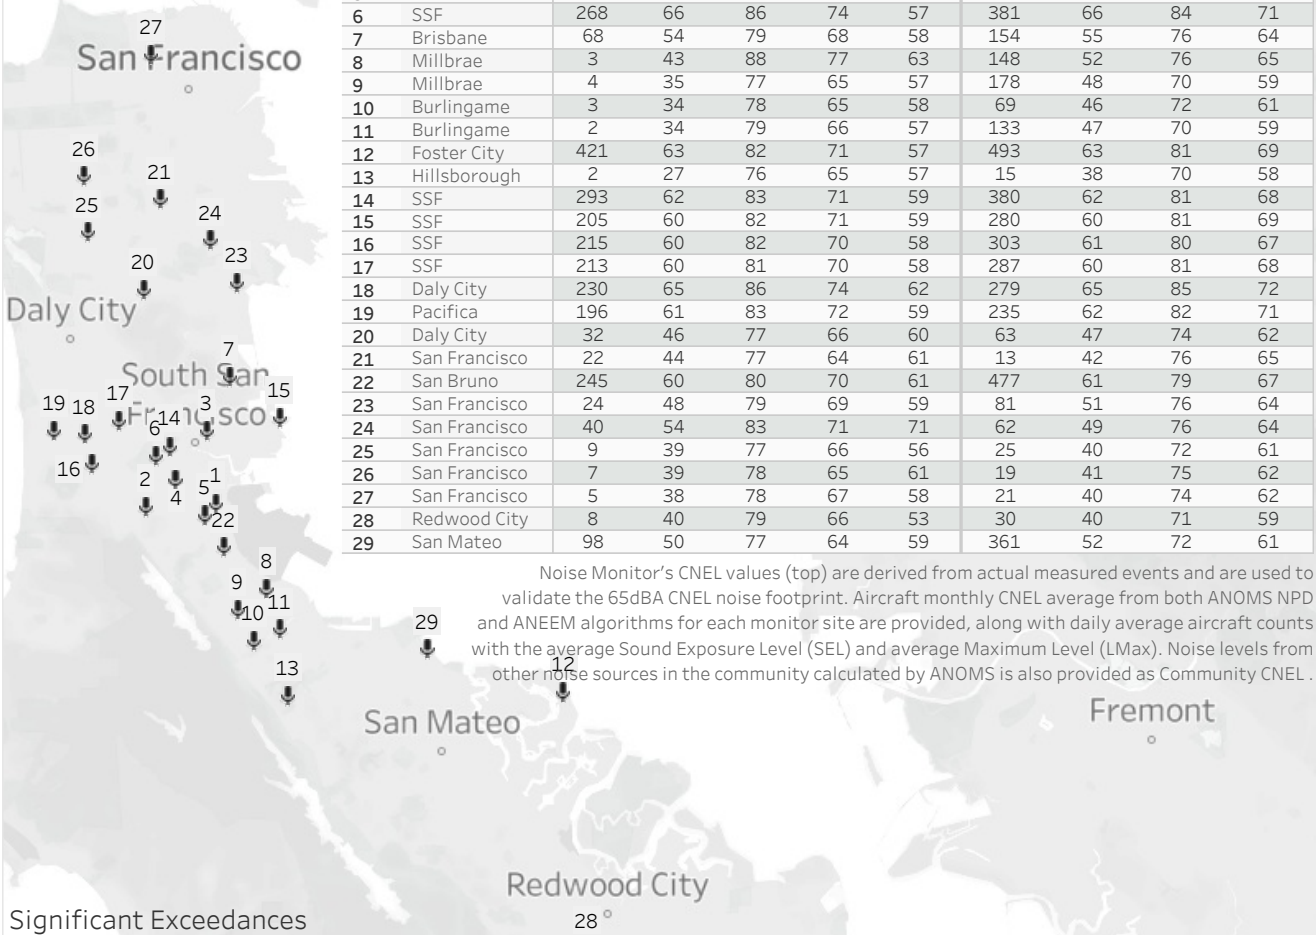 6 SSF 268 66 86 74 57 381 66 84 71
7 Brisbane 68 54 79 68 58 154 55 76 64
8 Millbrae 3 43 88 77 63 148 52 76 65
9 Millbrae 4 35 77 65 57 178 48 70 59
10 Burlingame 3 34 78 65 58 69 46 72 61
11 Burlingame 2 34 79 66 57 133 47 70 59
12 Foster City 421 63 82 71 57 493 63 81 69
13 Hillsborough 2 27 76 65 57 15 38 70 58
14 SSF 293 62 83 71 59 380 62 81 68
15 SSF 205 60 82 71 59 280 60 81 69
16 SSF 215 60 82 70 58 303 61 80 67
17 SSF 213 60 81 70 58 287 60 81 68
18 Daly City 230 65 86 74 62 279 65 85 72
19 Pacifica 196 61 83 72 59 235 62 82 71
20 Daly City 32 46 77 66 60 63 47 74 62
21 San Francisco 22 44 77 64 61 13 42 76 65
22 San Bruno 245 60 80 70 61 477 61 79 67
23 San Francisco 24 48 79 69 59 81 51 76 64
24 San Francisco 40 54 83 71 71 62 49 76 64
25 San Francisco 9 39 77 66 56 25 40 72 61
26 San Francisco 7 39 78 65 61 19 41 75 62
27 San Francisco 5 38 78 67 58 21 40 74 62
28 Redwood City 8 40 79 66 53 30 40 71 59
29 San Mateo 98 50 77 64 59 361 52 72 61
Noise Monitor's CNEL values (top) are derived from actual measured events and are used to
validate the 65dBA CNEL noise footprint. Aircraft monthly CNEL average from both ANOMS NPD
and ANEEM algorithms for each monitor site are provided, along with daily average aircraft counts
with the average Sound Exposure Level (SEL) and average Maximum Level (LMax). Noise levels from
other noise sources in the community calculated by ANOMS is also provided as Community CNEL .
27
San Francisco
26
21
25
24
20
23
Daly City
7
South San
Francisco
15
17
3
19
18
14
6
16
2
4
5
1
22
8
9
11
10
29
12
13
San Mateo
Fremont
Redwood City
28
Significant Exceedances